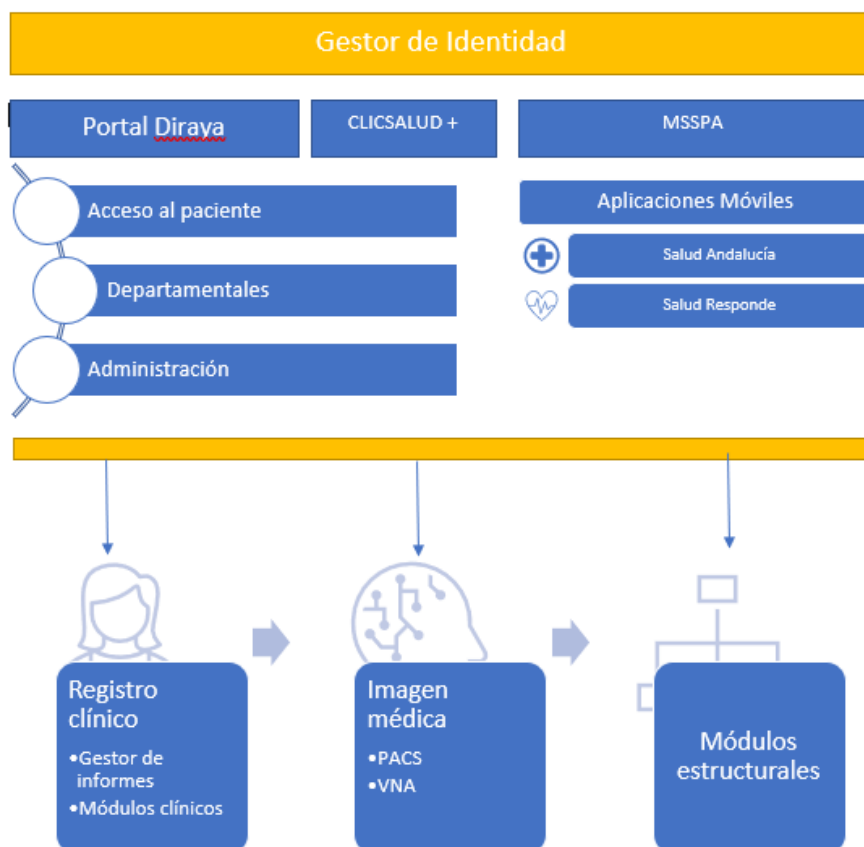 Gestor de Identidad
Portal Diraya
CLICSALUD +
MSSPA
Acceso al paciente
Departamentales
Administración
Aplicaciones Móviles
Salud Andalucía
Salud Responde
Registro
clínico
•Gestor de
informes
•Módulos clínicos
Imagen
médica
•PACS
•VNA
Módulos
estructurales